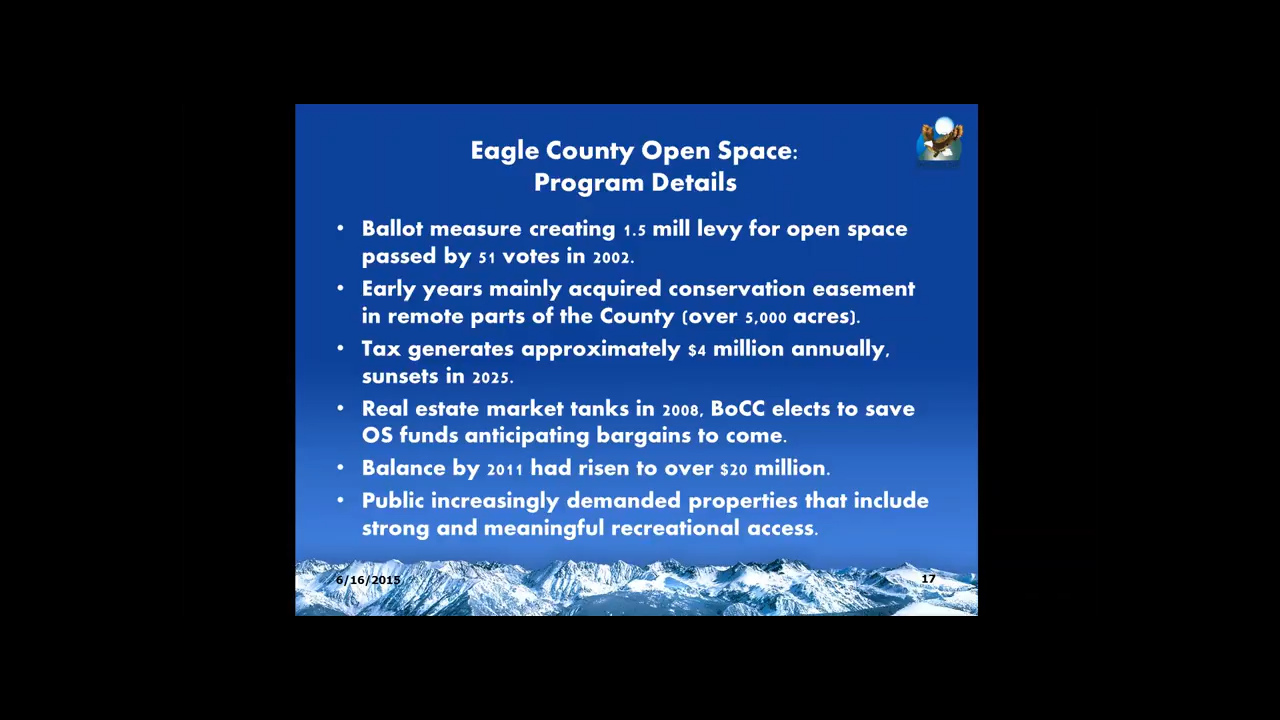 Eagle County Open Space:
Program Details
• Ballot measure creating 1.5 mill levy for open space
passed by 51 votes in 2002.
• Early years mainly acquired conservation easement
in remote parts of the County (over 5,000 acres).
• Tax generates approximately $4 million annually,
sunsets in 2025.
• Real estate market tanks in 2008, BoCC elects to save
OS funds anticipating bargains to come.
• Balance by 2011 had risen to over $20 million.
• Public increasingly demanded properties that include
strong and meaningful recreational access.
6/16/2015
17